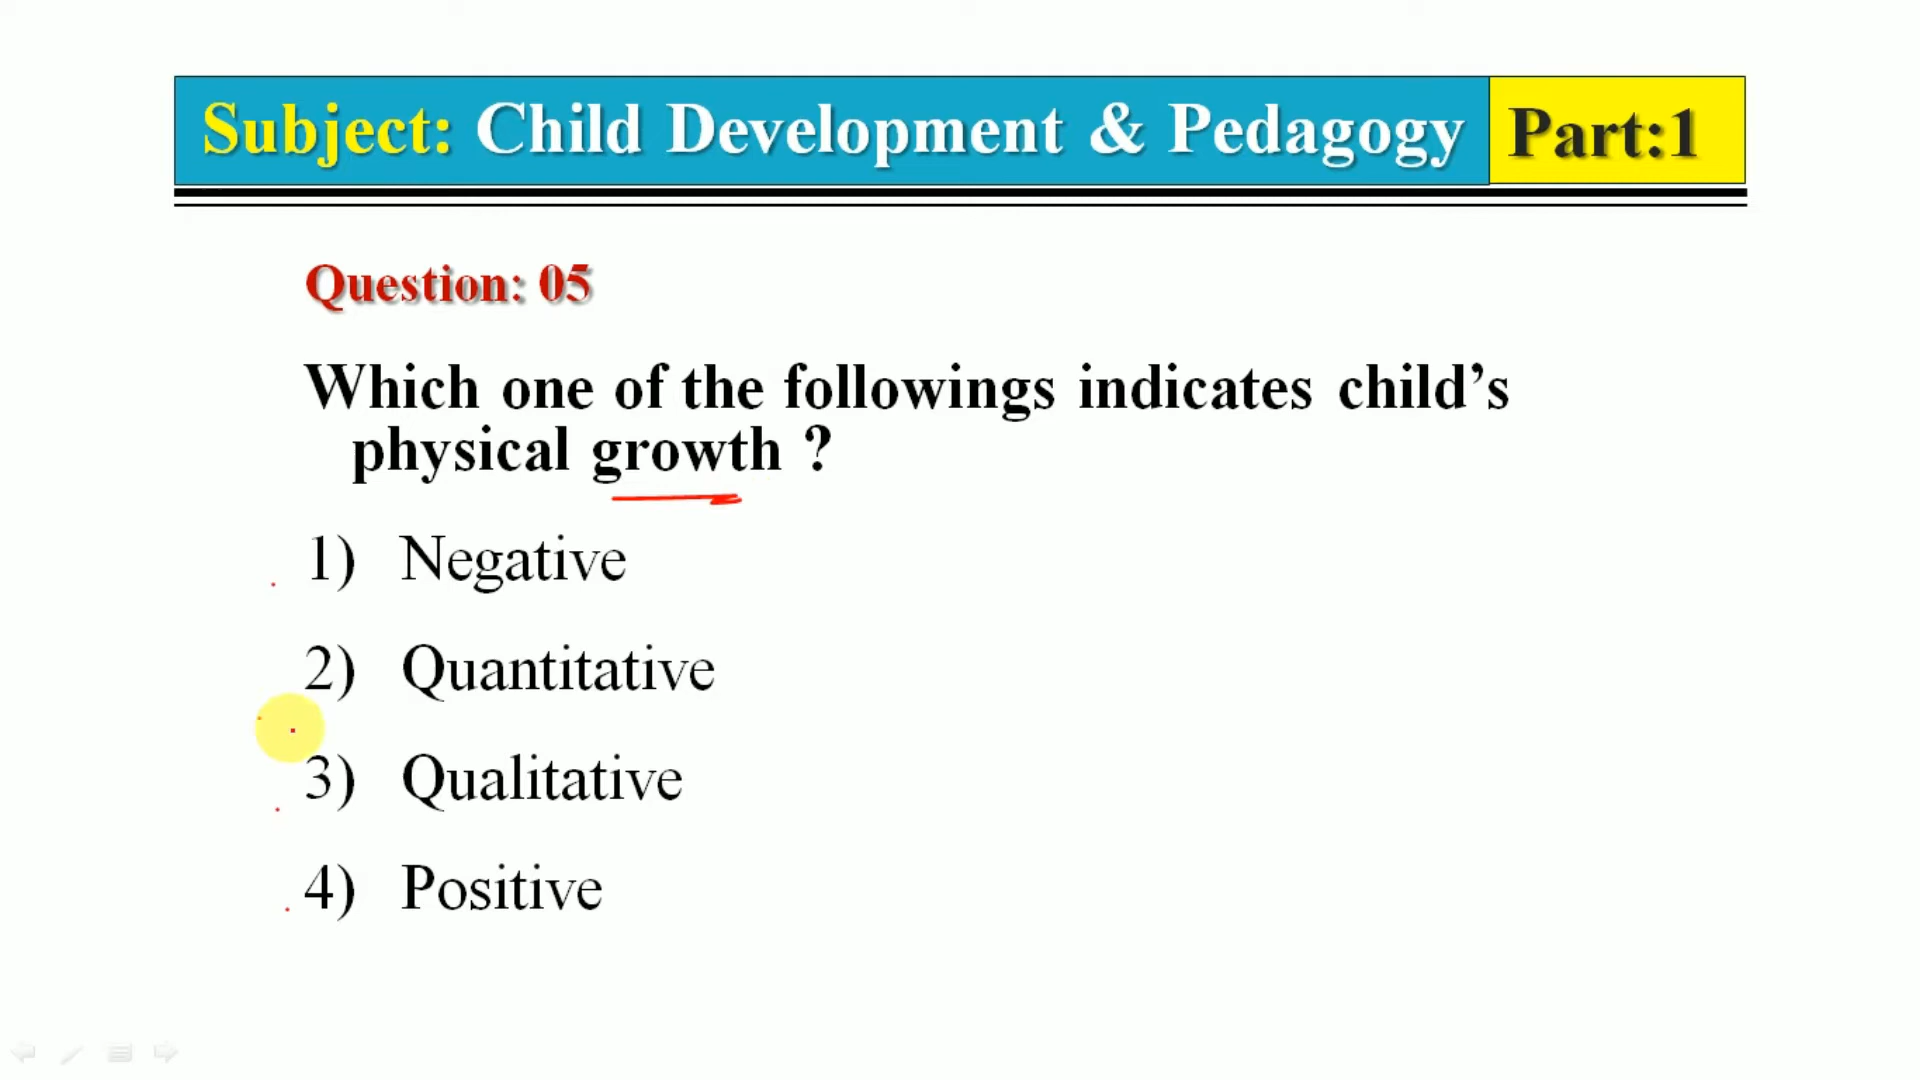 Subject: Child Development & Pedagogy Part:1
Question: 05
Which one of the followings indicates child’s
physical growth ?
1) Negative
2) Quantitative
3) Qualitative
4) Positive